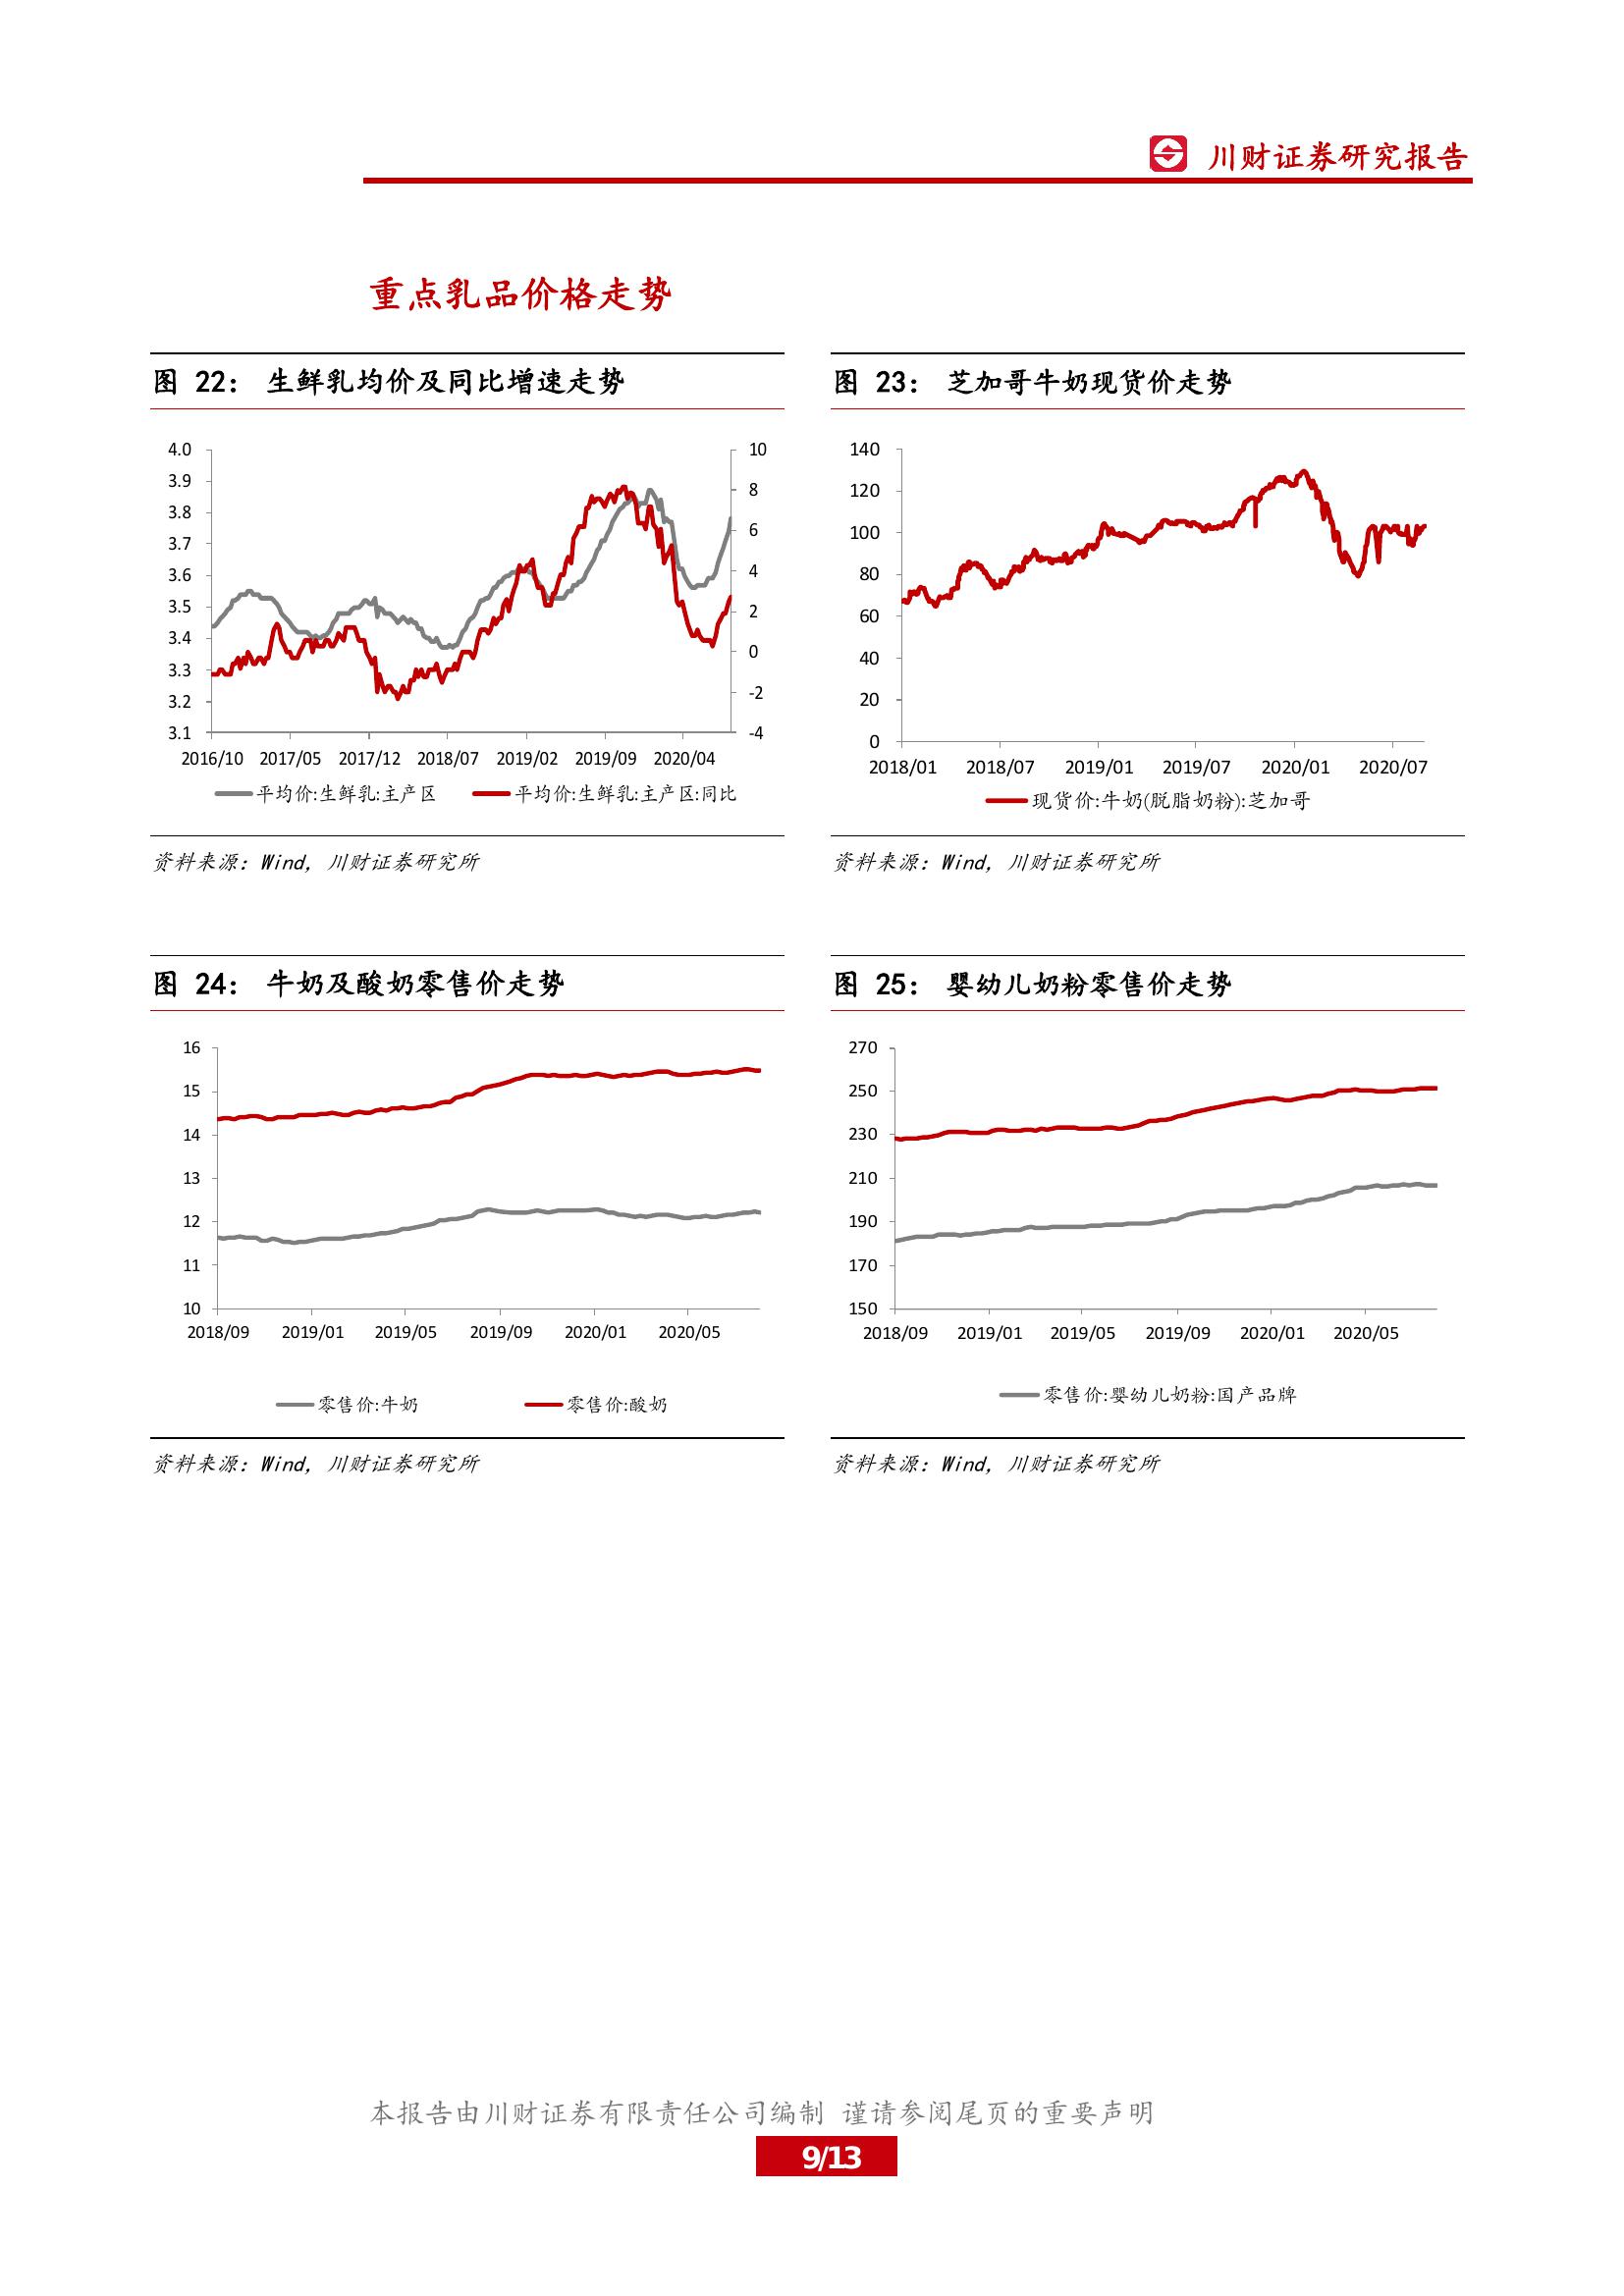 川财证券研究报告
重点乳品价格走势
图 22： 生鲜乳均价及同比增速走势
4.0
3.9
3.8
3.7
3.6
3.5
3.4
3.3
3.2
3.1
10
8
6
4
2
0
-2
-4
2016/10 2017/05 2017/12 2018/07 2019/02 2019/09 2020/04
平均价:生鲜乳:主产区 平均价:生鲜乳:主产区:同比
资料来源：Wind，川财证券研究所
图 23： 芝加哥牛奶现货价走势
140
120
100
80
60
40
20
0
2018/01 2018/07 2019/01 2019/07 2020/01 2020/07
现货价:牛奶(脱脂奶粉):芝加哥
资料来源：Wind，川财证券研究所
图 24： 牛奶及酸奶零售价走势
16
15
14
13
12
11
10
2018/09 2019/01 2019/05 2019/09 2020/01 2020/05
零售价:牛奶 零售价:酸奶
资料来源：Wind，川财证券研究所
图 25： 婴幼儿奶粉零售价走势
270
250
230
210
190
170
150
2018/09 2019/01 2019/05 2019/09 2020/01 2020/05
零售价:婴幼儿奶粉:国产品牌
资料来源：Wind，川财证券研究所
本报告由川财证券有限责任公司编制 谨请参阅尾页的重要声明
9/13